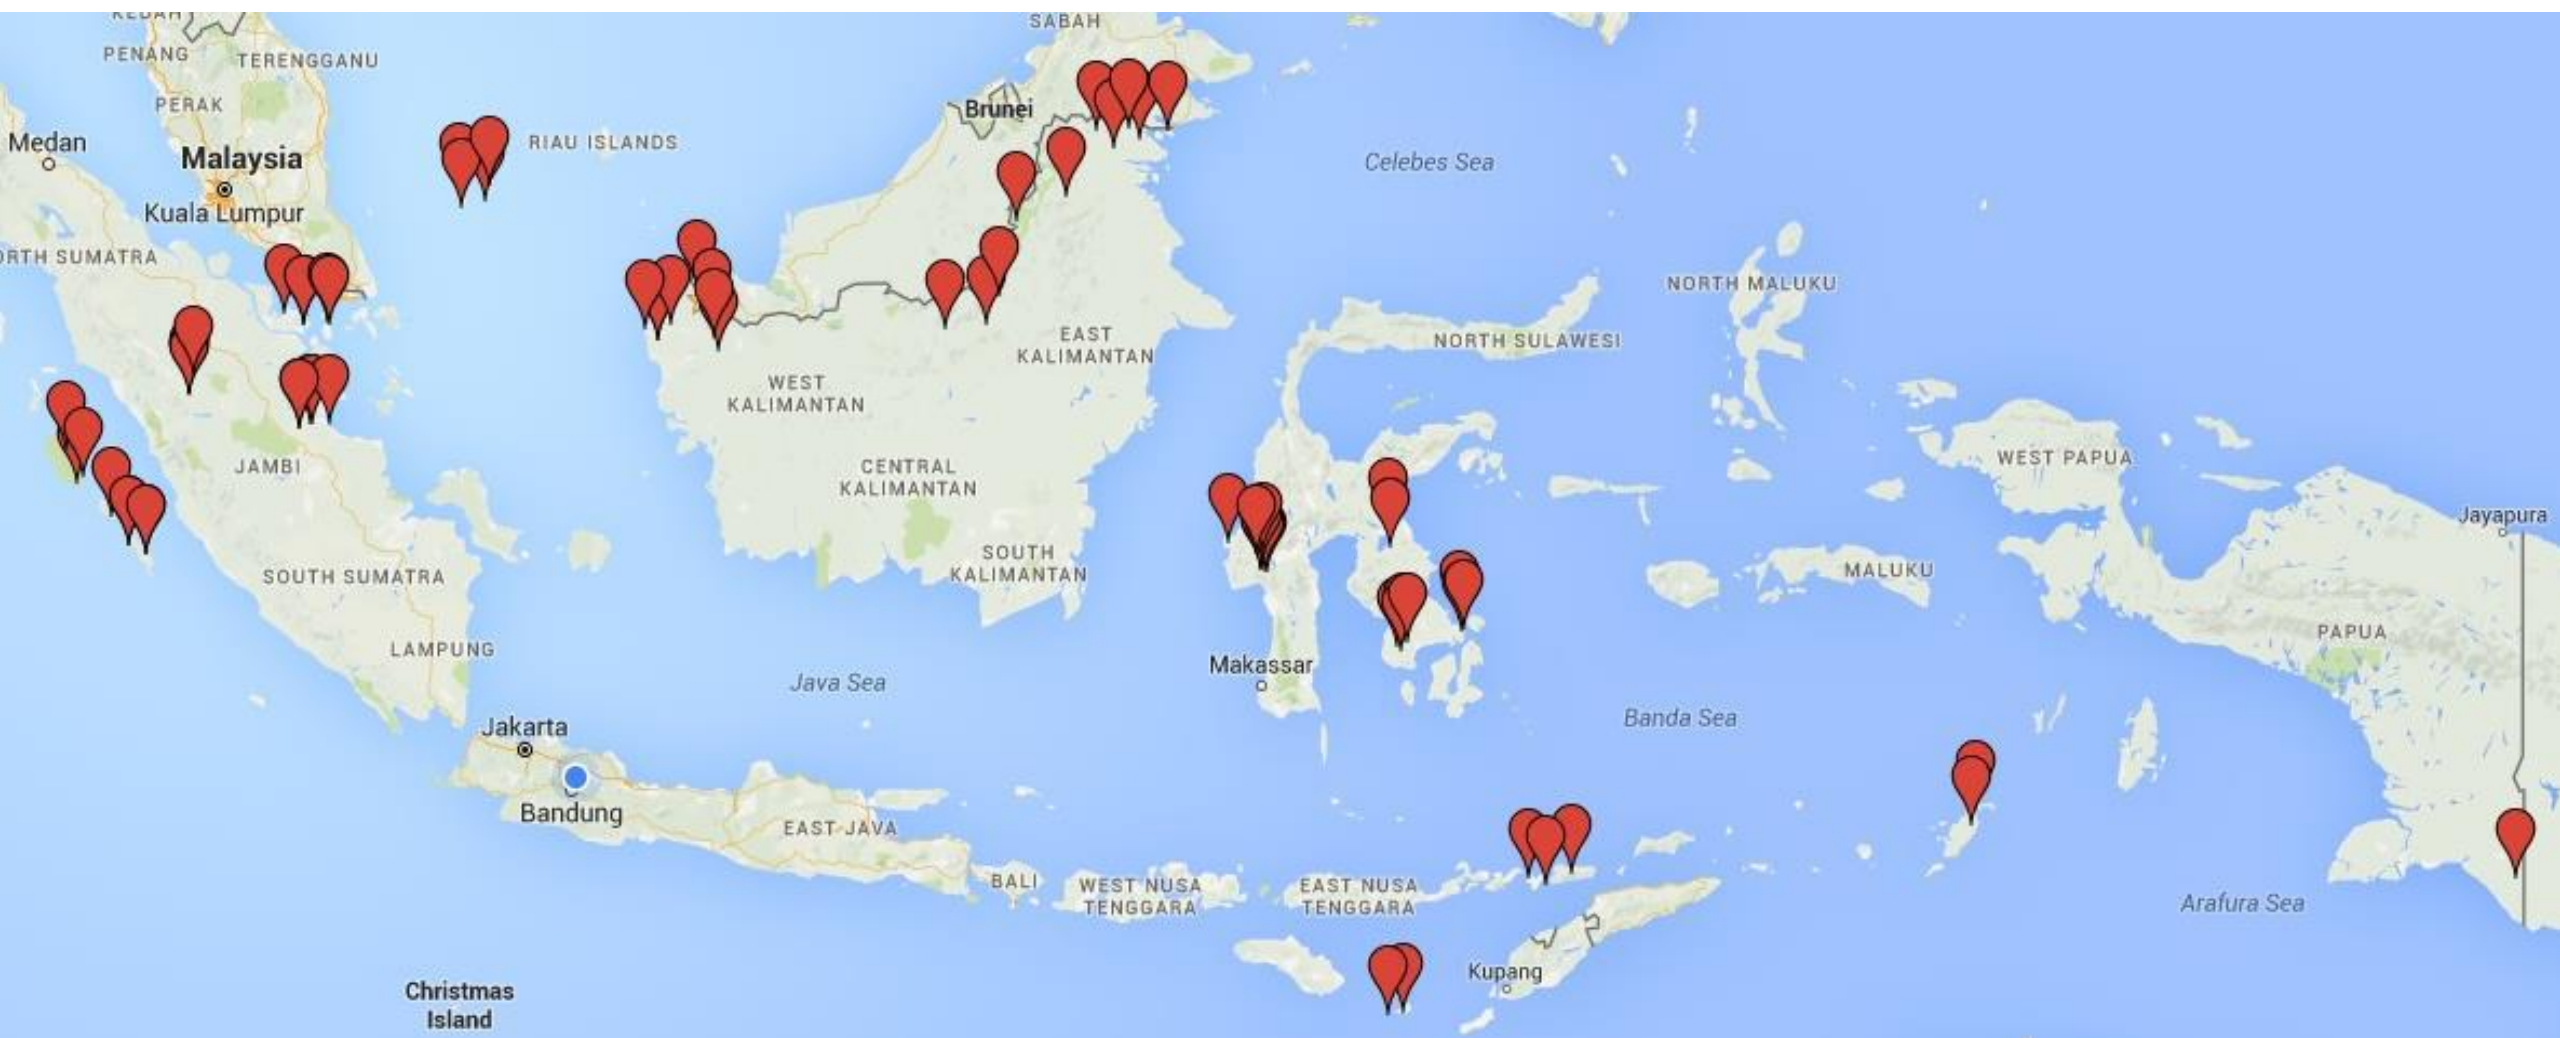 KEDAH
SABAH
PENANG
TERENGGANU
PERAK
Brunei
Medan
RIAU ISLANDS
Malaysia
Celebes Sea
Kuala Lumpur
ORTH SUMATRA
NORTH MALUKU
EAST
KALIMANTAN
NORTH SULAWESI
WEST
KALIMANTAN
WEST PAPUA
JAMBI
CENTRAL
KALIMANTAN
Jayapura
SOUTH
KALIMANTAN
SOUTH SUMATRA
MALUKU
PAPUA
LAMPUNG
Makassar
Java Sea
Banda Sea
Jakarta
Bandung
EAST JAVA
BALI
WEST NUSA
TENGGARA
EAST NUSA
TENGGARA
Arafura Sea
Kupang
Christmas
Island